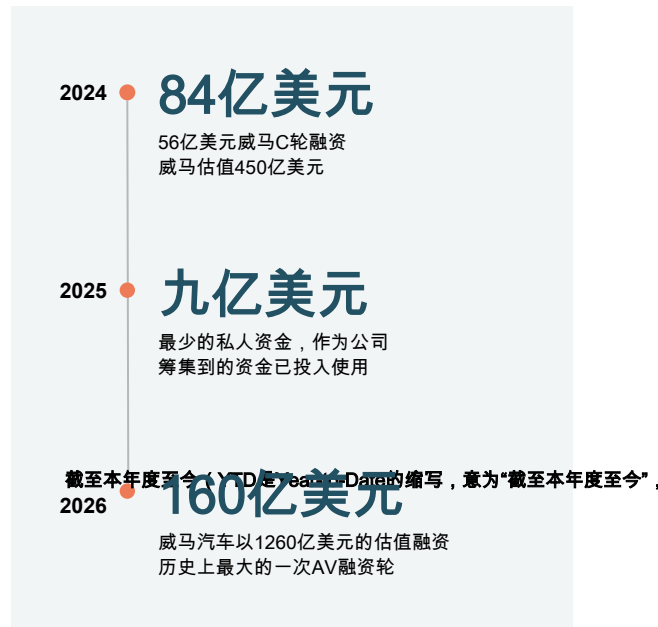 2024
84亿美元
56亿美元威马C轮融资
威马估值450亿美元
2025
九亿美元
最少的私人资金，作为公司
筹集到的资金已投入使用
截至本年度至今（YTD是Year-to-Date的缩写，意为“截至本年度至今”，
2026
160亿美元
威马汽车以1260亿美元的估值融资
历史上最大的一次AV融资轮